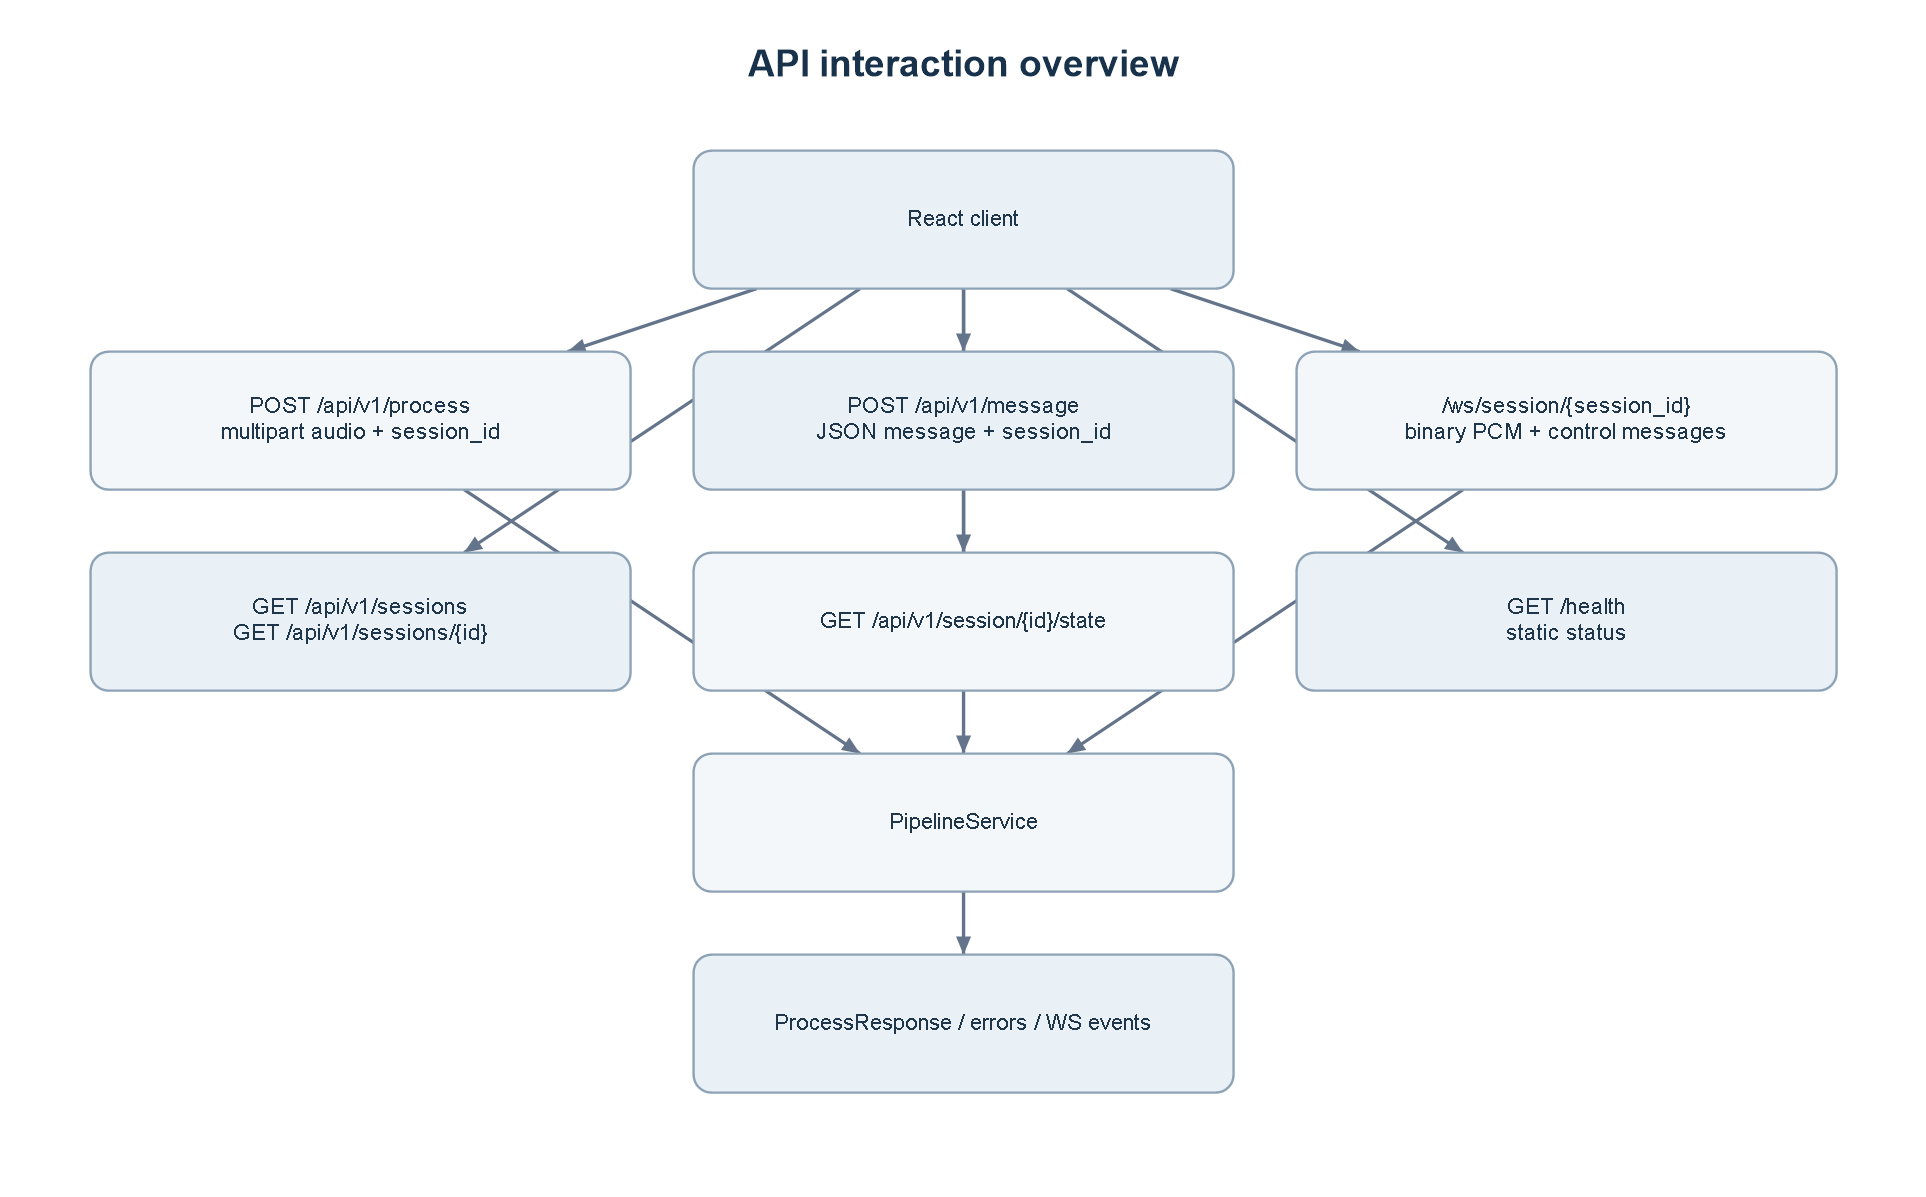 API interaction overview
React client
POST /api/v1/process
multipart audio + session_id
POST /api/v1/message
JSON message + session_id
/ws/session/{session_id}
binary PCM + control messages
GET /api/v1/sessions
GET /api/v1/sessions/{id}
GET /api/v1/session/{id}/state
GET /health
static status
PipelineService
ProcessResponse / errors / WS events